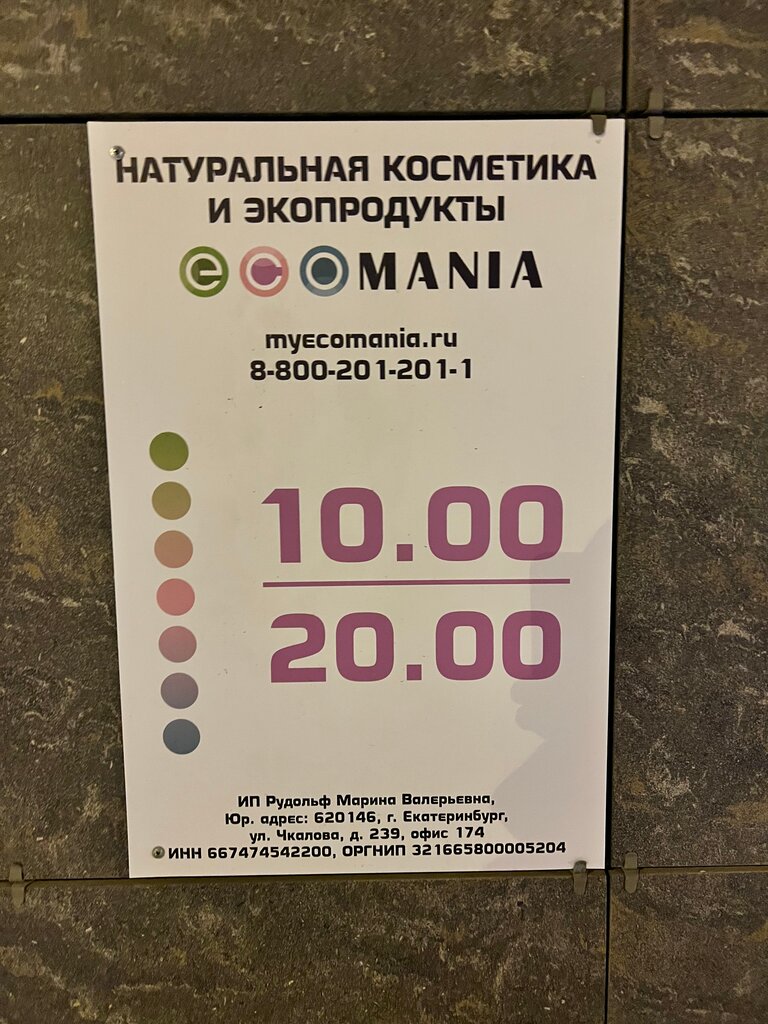 НАТУРАЛЬНАЯ КОСМЕТИКА
И ЭКОПРОДУКТЫ
eCOMANIA
myecomania.ru
8-800-201-201-1
10.00
20.00
ИП Рудольф Марина Валерьевна,
Юр. адрес: 620146, г. Екатеринбург,
ул. Чкалова, д. 239, офис 174
ИНН 667474542200, ОРГНИП 321665800005204